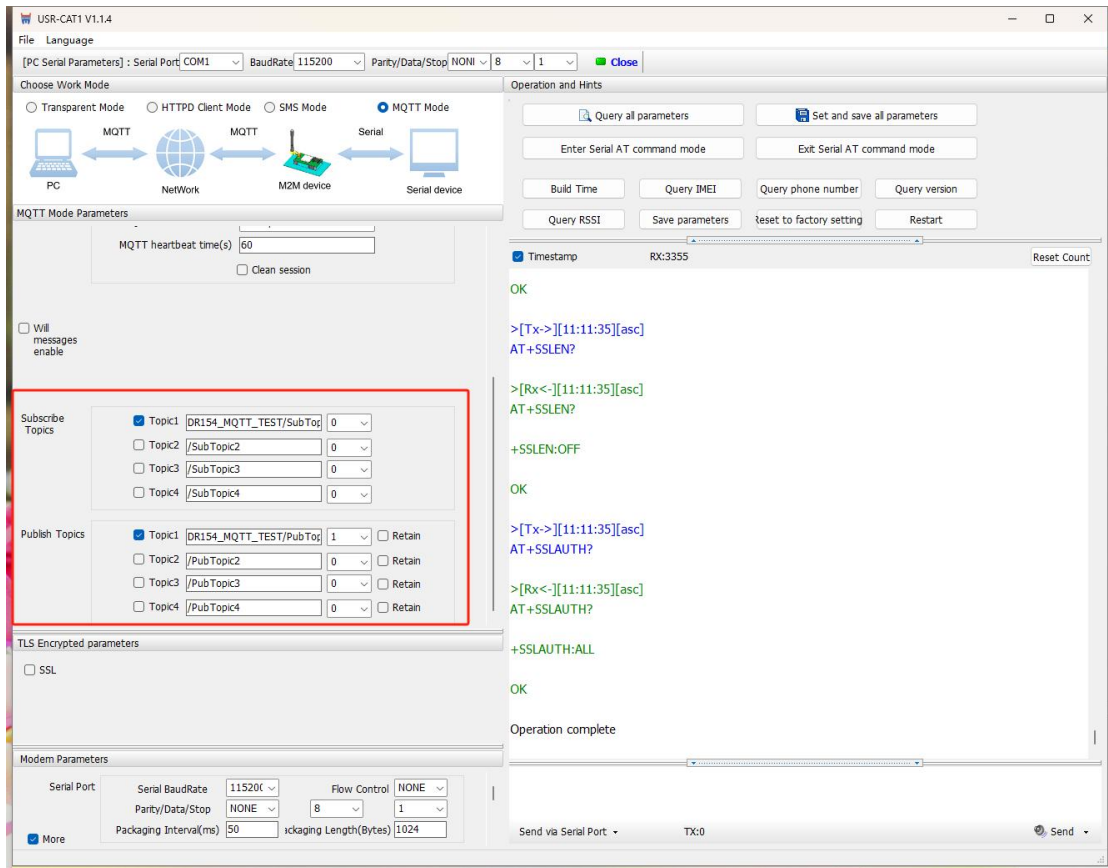 USR-CAT1 V1.1.4
File Language
[PC Serial Parameters] : Serial Port COM1 BaudRate 115200 Parity/Data/Stop NONI 8 1 Close
Choose Work Mode
Transparent Mode HTTPD Client Mode SMS Mode MQTT Mode
MQTT MQTT Serial
PC NetWork M2M device Serial device
MQTT Mode Parameters
MQTT heartbeat time(s) 60
Clean session
Will
messages
enable
Subscribe
Topics
Topic1 DR154_MQTT_TEST/SubTop 0
Topic2 /SubTopic2 0
Topic3 /SubTopic3 0
Topic4 /SubTopic4 0
Publish Topics
Topic1 DR154_MQTT_TEST/PubTop 1 Retain
Topic2 /PubTopic2 0 Retain
Topic3 /PubTopic3 0 Retain
Topic4 /PubTopic4 0 Retain
TLS Encrypted parameters
SSL
Modem Parameters
Serial Port Serial BaudRate 11520( Flow Control NONE
Parity/Data/Stop NONE 8 1
More Packaging Interval(ms) 50 ackaging Length(Bytes) 1024
Operation and Hints
Query all parameters Set and save all parameters
Enter Serial AT command mode Exit Serial AT command mode
Build Time Query IMEI Query phone number Query version
Query RSSI Save parameters Reset to factory setting Restart
Timestamp RX:3355 Reset Count
OK
>[Tx->][11:11:35][asc]
AT+SSLEN?
>[Rx<-][11:11:35][asc]
AT+SSLEN?
+SSLEN:OFF
OK
>[Tx->][11:11:35][asc]
AT+SSLAUTH?
>[Rx<-][11:11:35][asc]
AT+SSLAUTH?
+SSLAUTH:ALL
OK
Operation complete
Send via Serial Port TX:0 Send